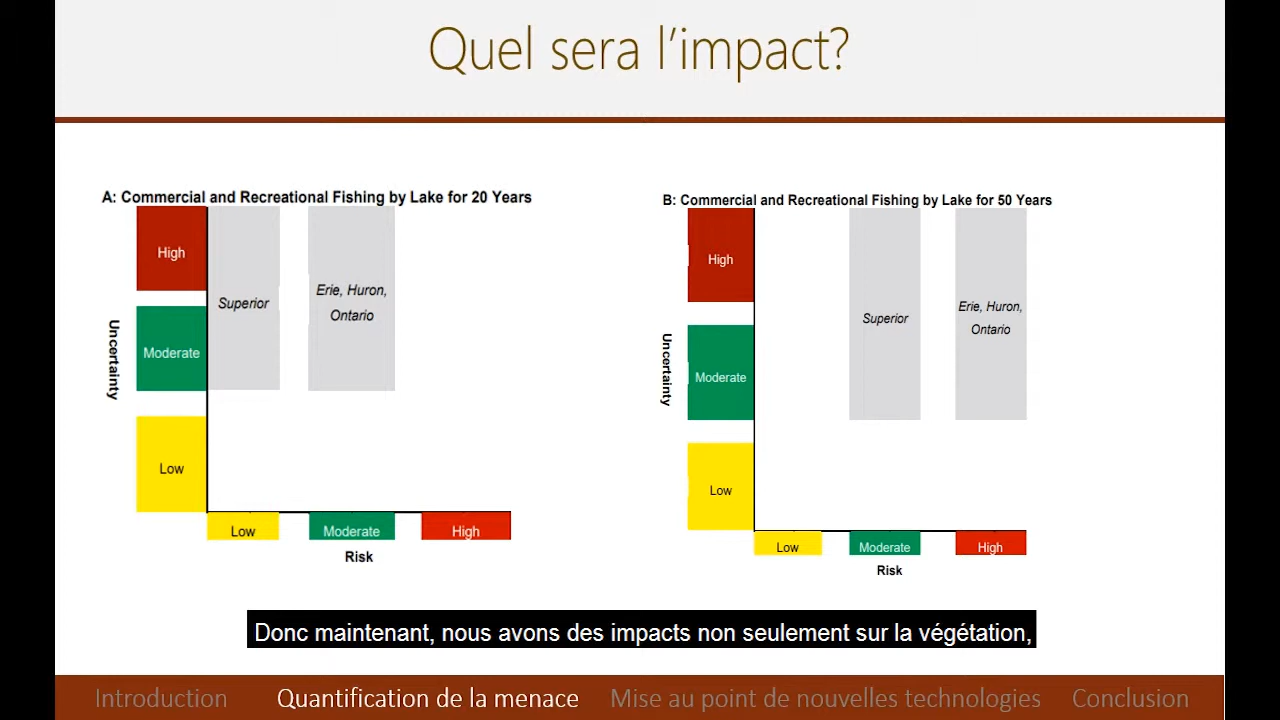 Quel sera l'impact?
A: Commercial and Recreational Fishing by Lake for 20 Years
High
Moderate
Low
Uncertainty
Superior
Erie, Huron,
Ontario
Low
Moderate
High
Risk
B: Commercial and Recreational Fishing by Lake for 50 Years
High
Moderate
Low
Uncertainty
Superior
Erie, Huron,
Ontario
Low
Moderate
High
Risk
Donc maintenant, nous avons des impacts non seulement sur la végétation,
Introduction Quantification de la menace Mise au point de nouvelles technologies Conclusion